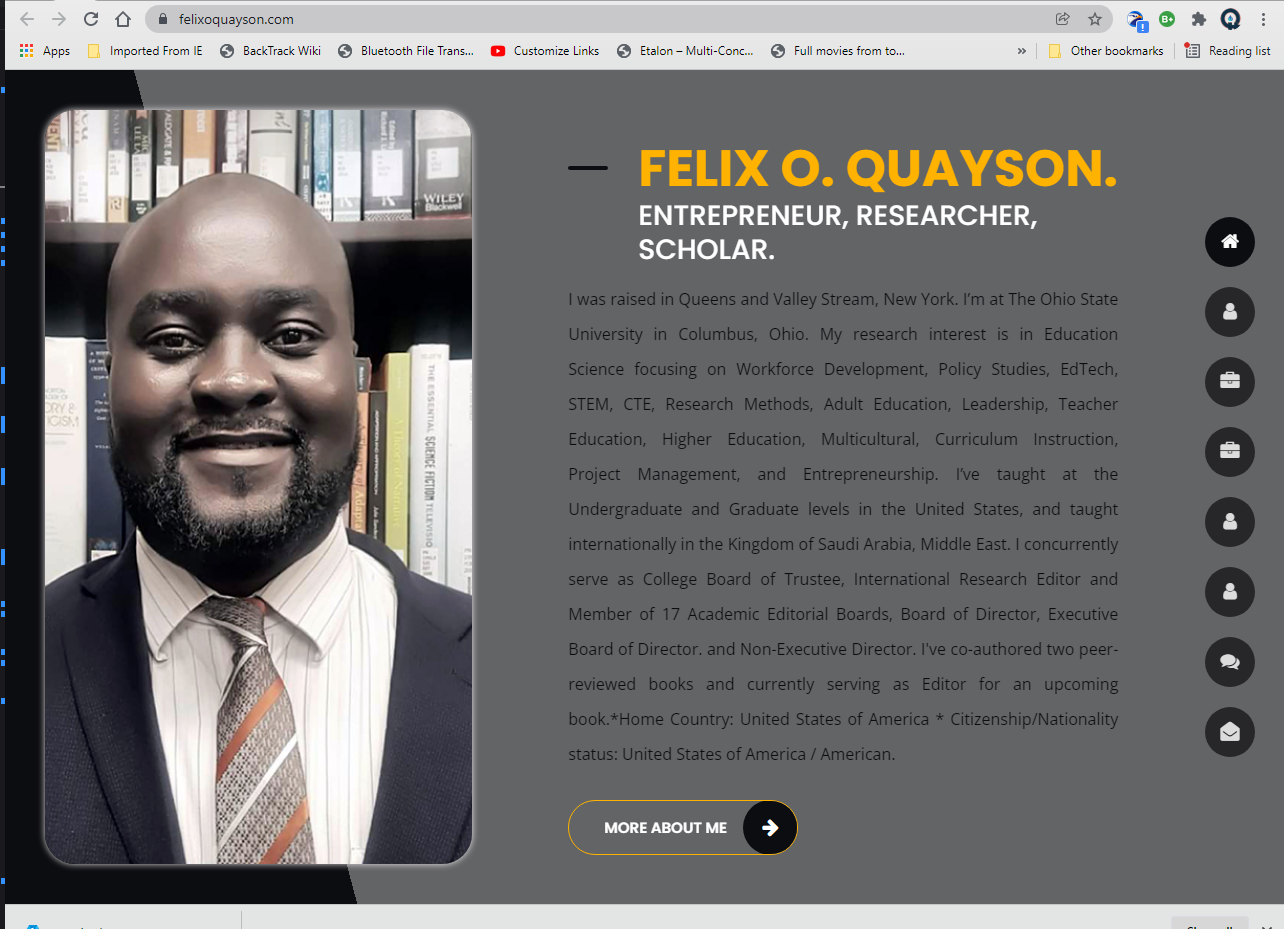 felixoquayson.com
Apps Imported From IE BackTrack Wiki Bluetooth File Trans... Customize Links Etalon – Multi-Conc... Full movies from to... » Other bookmarks Reading list
WILEY
Blackwell
THE ESSENTIAL SCIENCE FICTION TELEVISION
FELIX O. QUAYSON.
ENTREPRENEUR, RESEARCHER,
SCHOLAR.
I was raised in Queens and Valley Stream, New York. I'm at The Ohio State
University in Columbus, Ohio. My research interest is in Education
Science focusing on Workforce Development, Policy Studies, EdTech,
STEM, CTE, Research Methods, Adult Education, Leadership, Teacher
Education, Higher Education, Multicultural, Curriculum Instruction,
Project Management, and Entrepreneurship. I've taught at the
Undergraduate and Graduate levels in the United States, and taught
internationally in the Kingdom of Saudi Arabia, Middle East. I concurrently
serve as College Board of Trustee, International Research Editor and
Member of 17 Academic Editorial Boards, Board of Director, Executive
Board of Director. and Non-Executive Director. I've co-authored two peer-
reviewed books and currently serving as Editor for an upcoming
book.*Home Country: United States of America * Citizenship/Nationality
status: United States of America / American.
MORE ABOUT ME